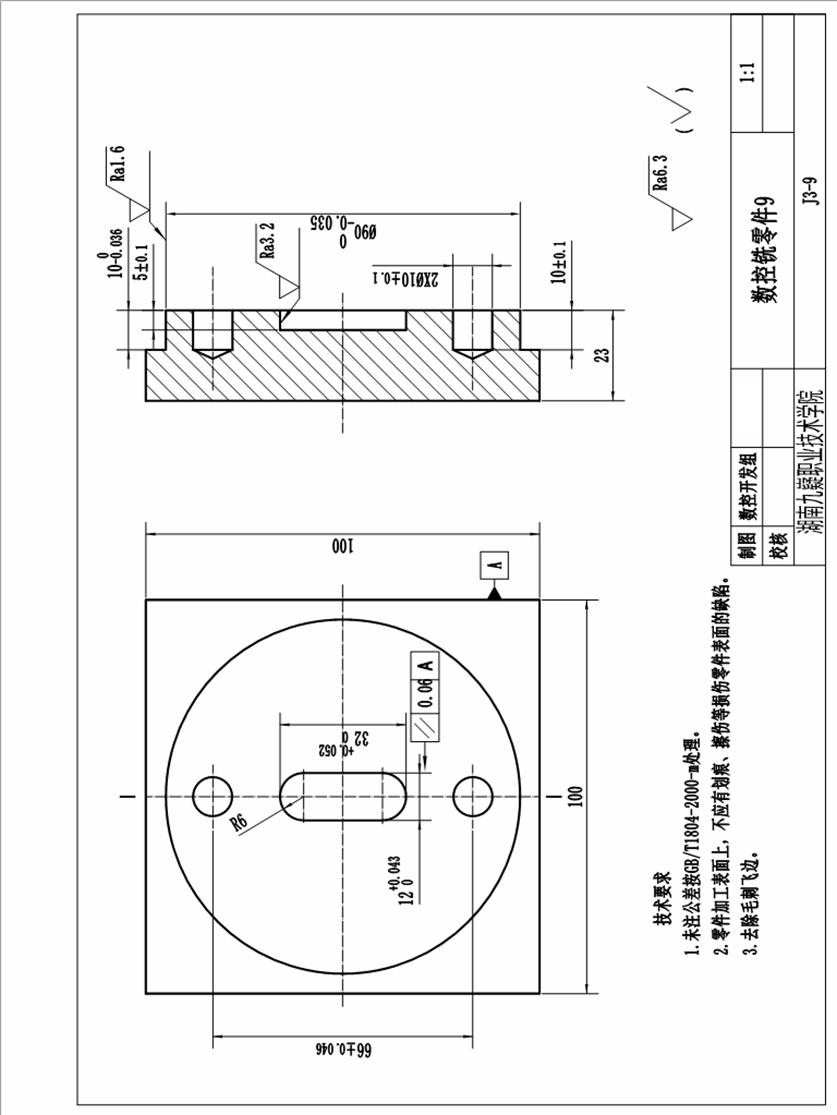 Ra1.6
10 0 -0.036
5±0.1
Ra3.2
Ø90 0 -0.035
2XØ10±0.1
10±0.1
23
Ra6.3
( )
100
A
R6
32 +0.052 0
0.06 A
12 +0.043 0
100
66±0.046
技术要求
1.未注公差按GB/T1804-2000-m处理。
2.零件加工表面上，不应有划痕、擦伤等损伤零件表面的缺陷。
3.去除毛刺飞边。
制图 数控开发组
校核
数控铣零件9
1:1
湖南九嶷职业技术学院
J3-9